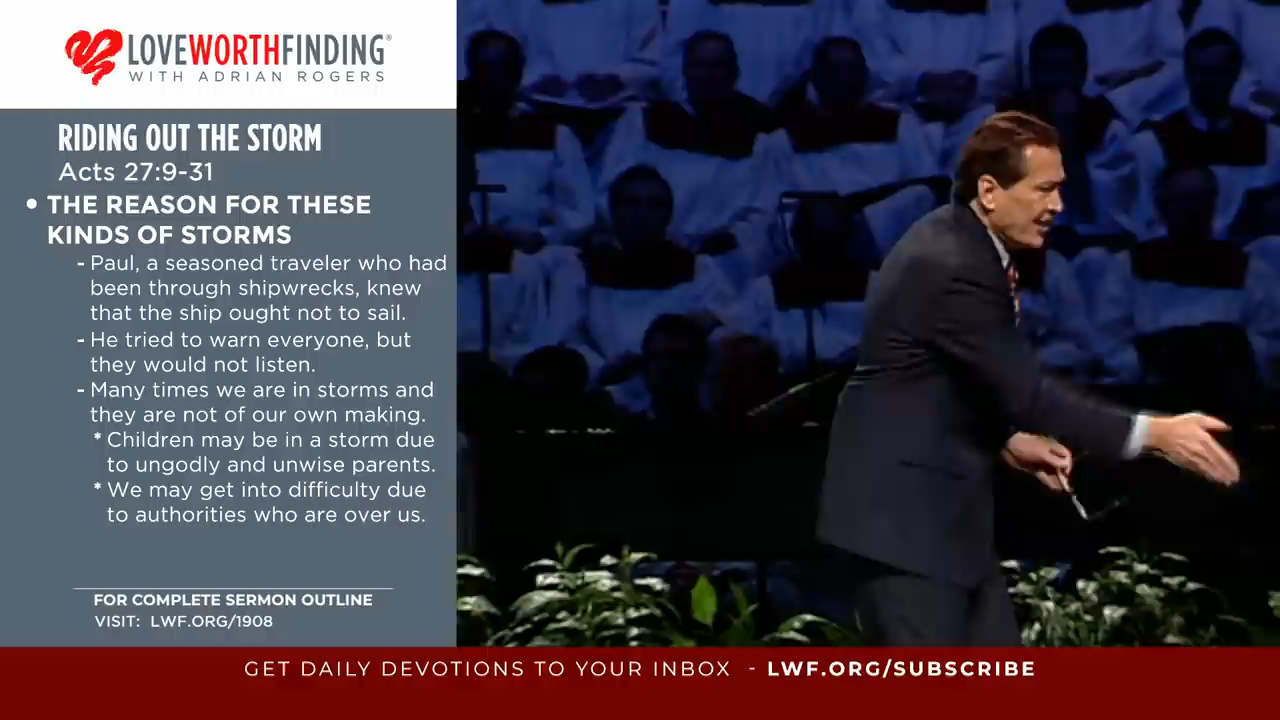 LOVEWORTHFINDING®
WITH ADRIAN ROGERS
RIDING OUT THE STORM
Acts 27:9-31
• THE REASON FOR THESE
KINDS OF STORMS
- Paul, a seasoned traveler who had
been through shipwrecks, knew
that the ship ought not to sail.
- He tried to warn everyone, but
they would not listen.
- Many times we are in storms and
they are not of our own making.
* Children may be in a storm due
to ungodly and unwise parents.
* We may get into difficulty due
to authorities who are over us.
FOR COMPLETE SERMON OUTLINE
VISIT: LWF.ORG/1908
GET DAILY DEVOTIONS TO YOUR INBOX - LWF.ORG/SUBSCRIBE